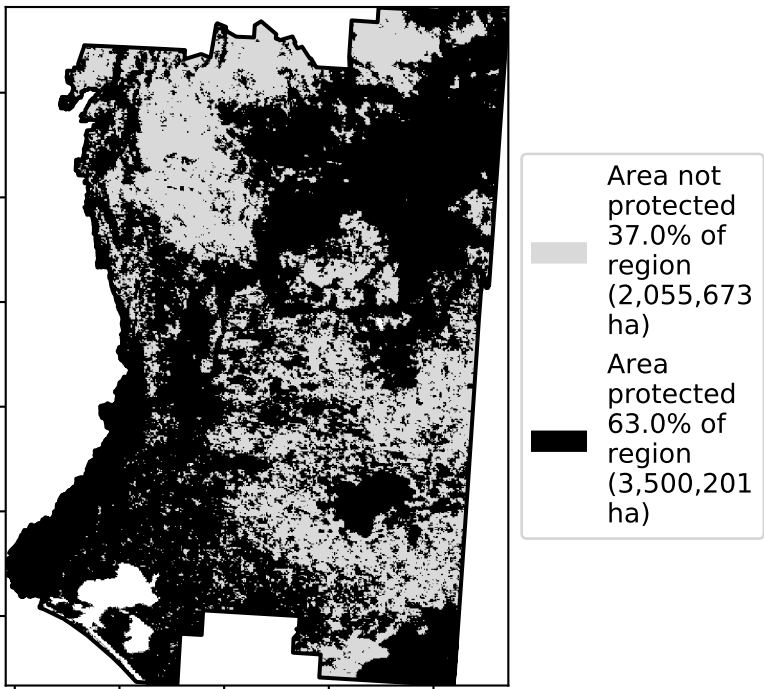 Area not
protected
37.0% of
region
(2,055,673
ha)
Area
protected
63.0% of
region
(3,500,201
ha)